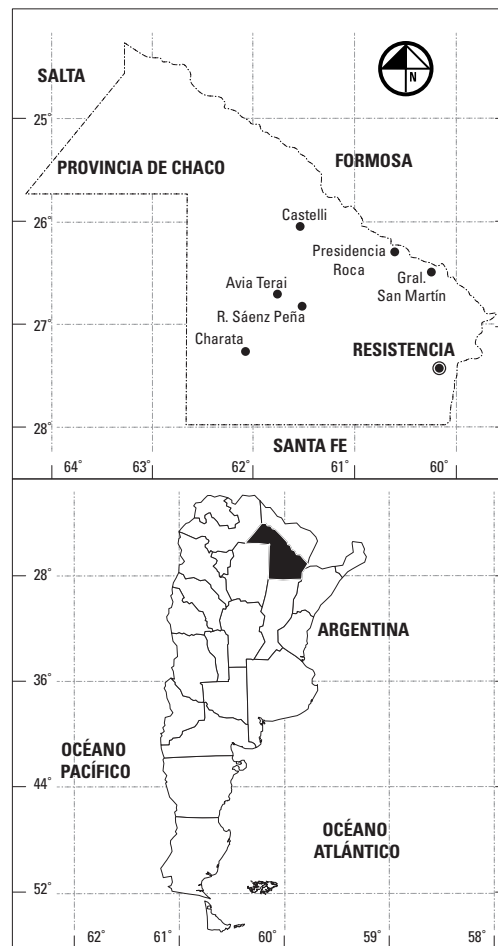 SALTA
N
25°
PROVINCIA DE CHACO
FORMOSA
26°
Castelli
Presidencia
Roca
Gral.
San Martín
Avia Terai
R. Sáenz Peña
27°
Charata
RESISTENCIA
28°
SANTA FE
64°
63°
62°
61°
60°
28°
ARGENTINA
36°
OCÉANO
PACÍFICO
44°
OCÉANO
ATLÁNTICO
52°
62°
61°
60°
59°
58°